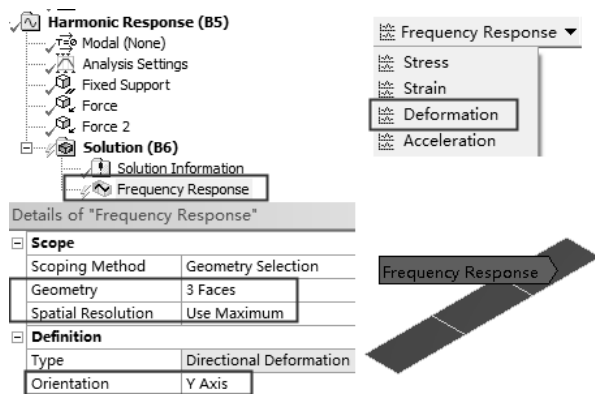 Harmonic Response (B5)
Modal (None)
Analysis Settings
Fixed Support
Force
Force 2
Solution (B6)
Solution Information
Frequency Response
Frequency Response
Stress
Strain
Deformation
Acceleration
Details of "Frequency Response"
Scope
Scoping Method Geometry Selection
Geometry 3 Faces
Spatial Resolution Use Maximum
Definition
Type Directional Deformation
Orientation Y Axis
Frequency Response